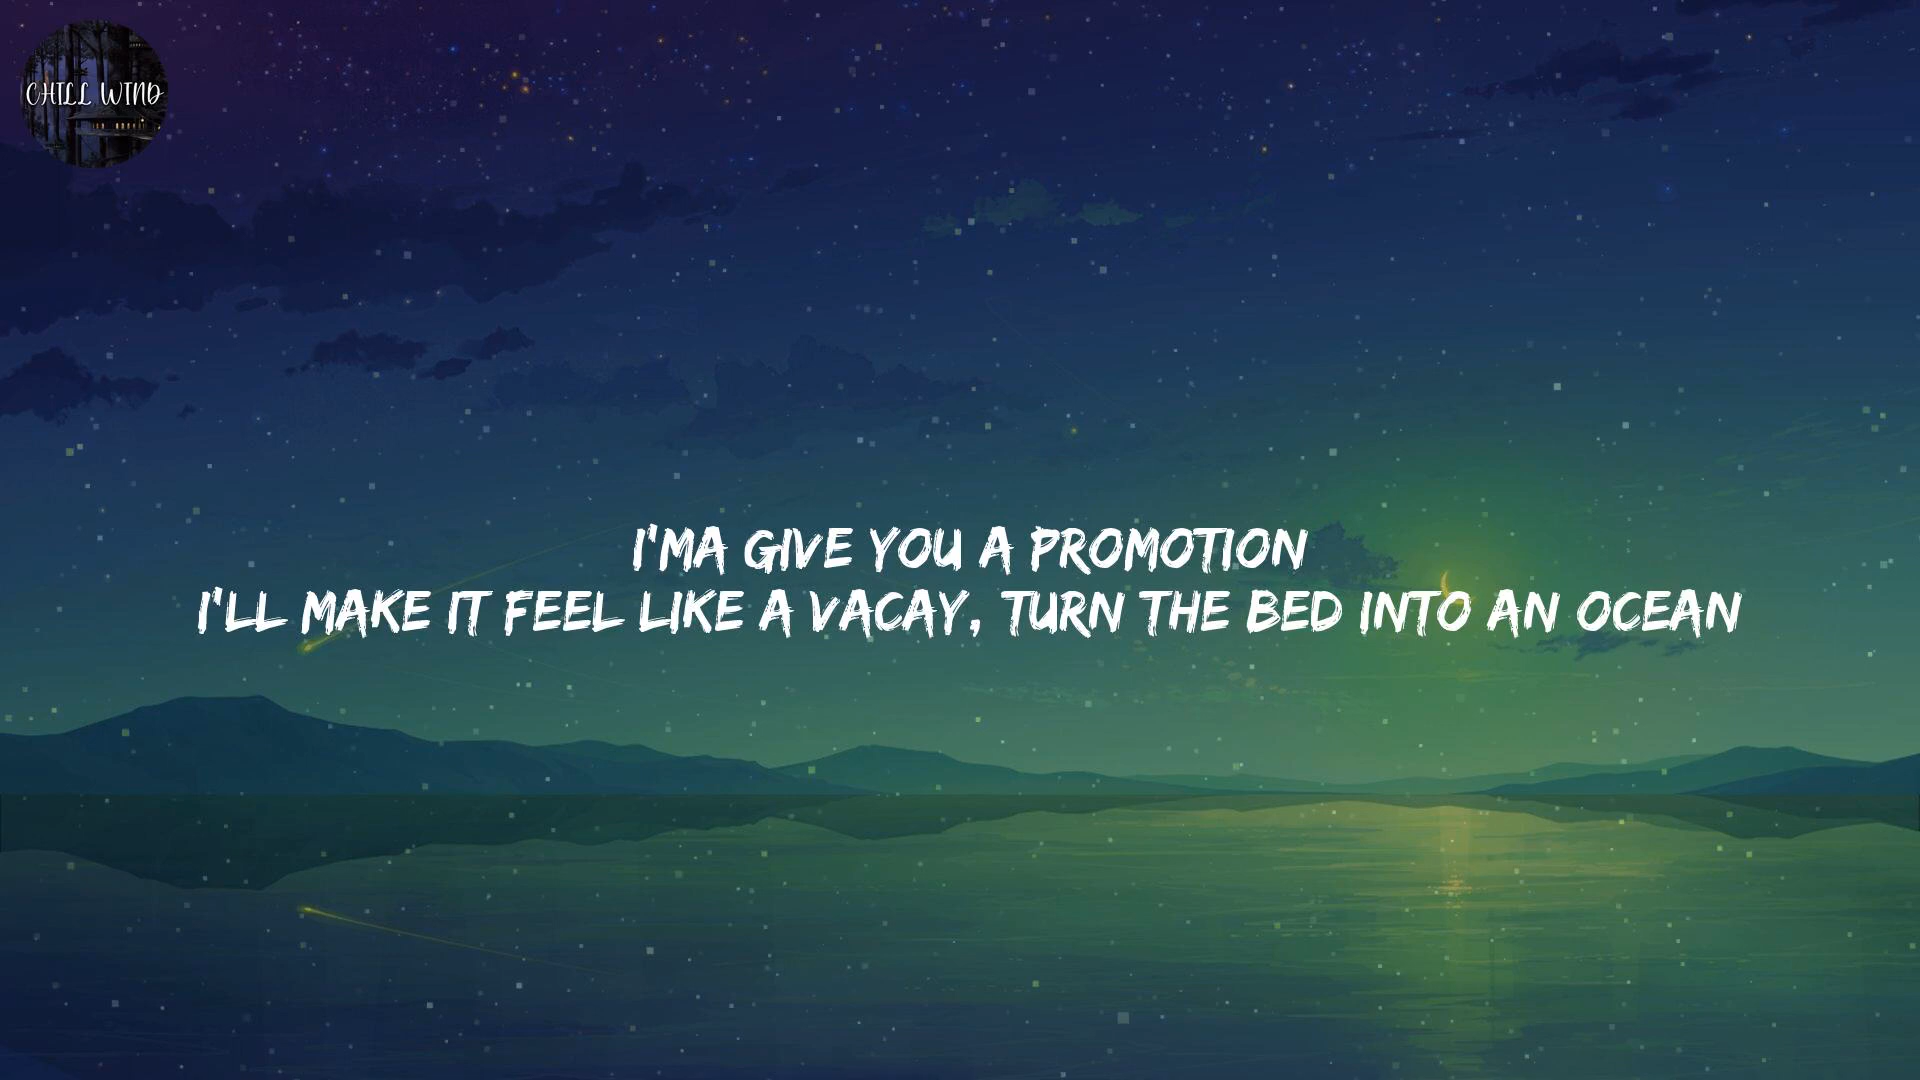 CHILL WIND
I'MA GIVE YOU A PROMOTION
I'LL MAKE IT FEEL LIKE A VACAY, TURN THE BED INTO AN OCEAN